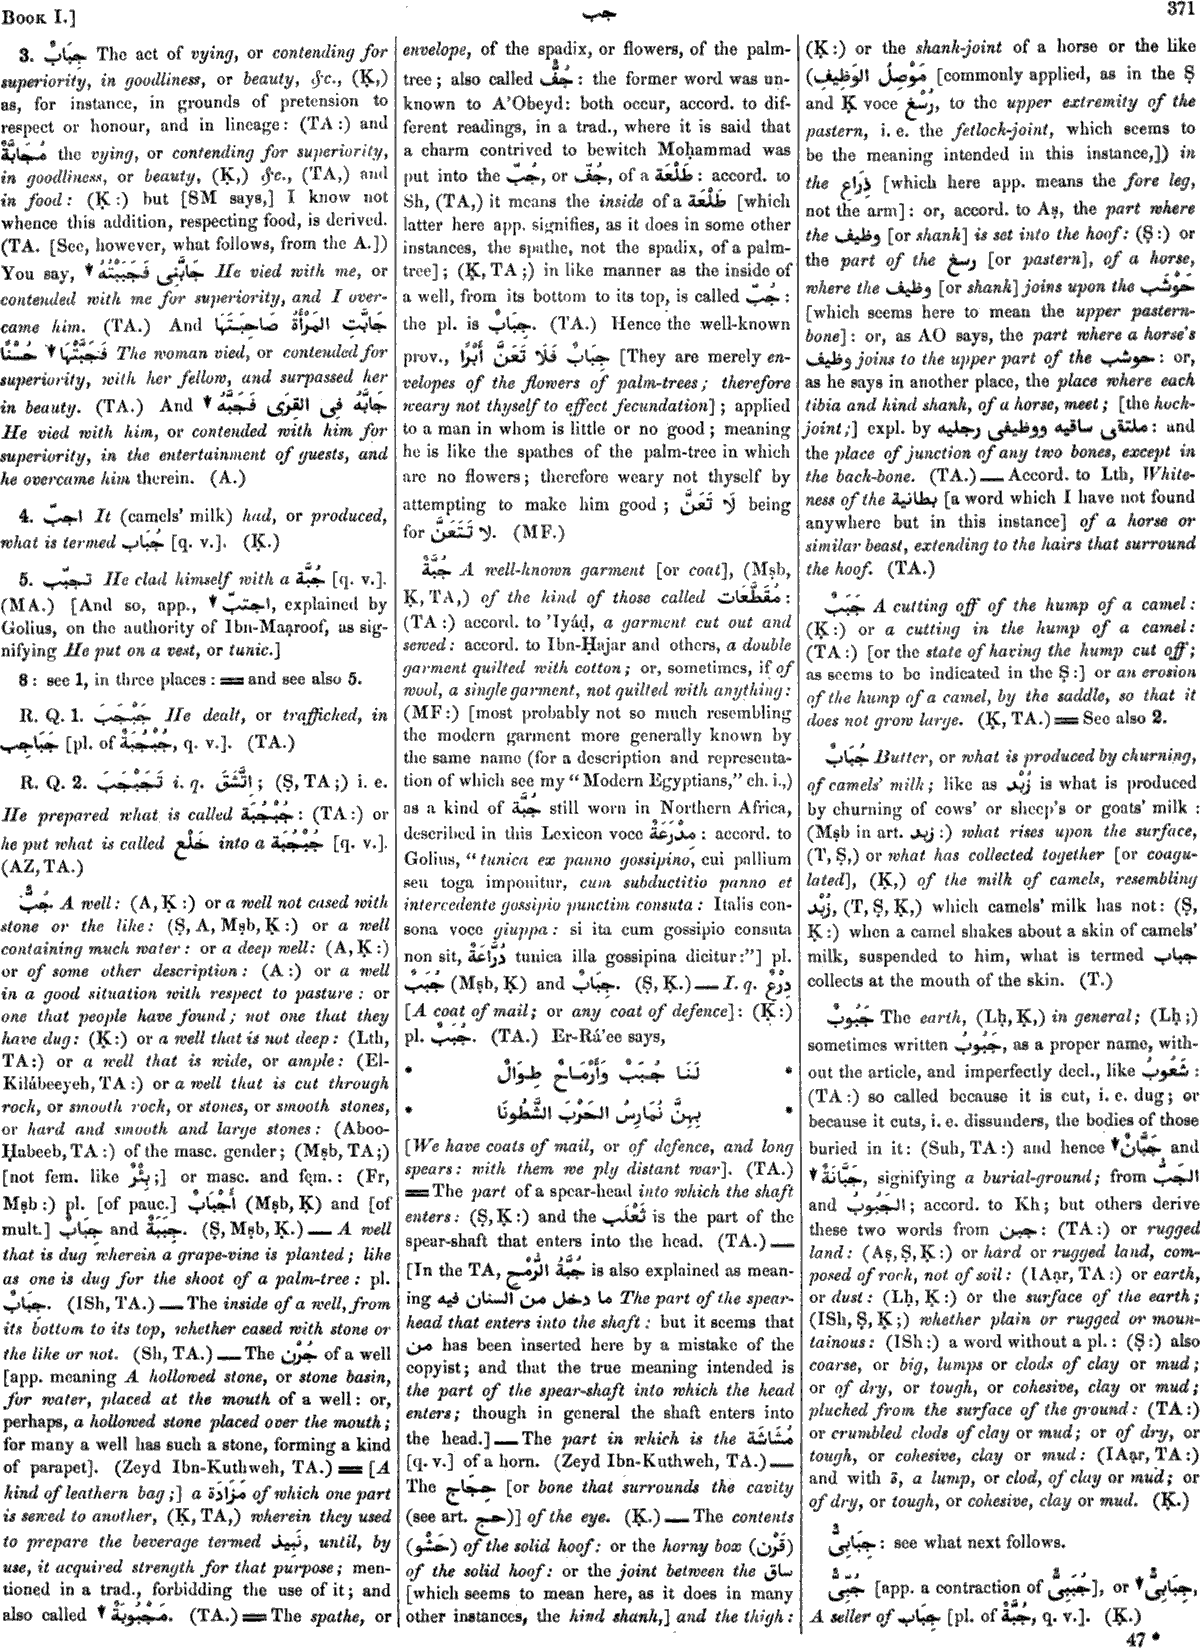 BOOK I.]
جب
371
3. جِبَابٌ The act of vying, or contending for
superiority, in goodliness, or beauty, &c., (Ḳ,)
as, for instance, in grounds of pretension to
respect or honour, and in lineage: (TA:) and
مُجَابَّةٌ the vying, or contending for superiority,
in goodliness, or beauty, (Ḳ,) &c., (TA,) and
in food: (Ḳ:) but [SM says,] I know not
whence this addition, respecting food, is derived.
(TA. [See, however, what follows, from the A.])
You say, جَابَّنِى فَجَبَبْتُهُ ▼ He vied with me, or
contended with me for superiority, and I over-
came him. (TA.) And جَابَّتِ المَرْأَةُ صَاحِبَتَهَا
فَجَبَّتْهَا ▼ حُسْنًا The woman vied, or contended for
superiority, with her fellow, and surpassed her
in beauty. (TA.) And جَابَّهُ فِى القِرَى فَجَبَّهُ ▼
He vied with him, or contended with him for
superiority, in the entertainment of guests, and
he overcame him therein. (A.)
4. اجبّ It (camels' milk) had, or produced,
what is termed جُبَاب [q. v.]. (Ḳ.)
5. تجبّب He clad himself with a جُبَّة [q. v.].
(MA.) [And so, app., ▼ اجتبّ, explained by
Golius, on the authority of Ibn-Maạroof, as sig-
nifying He put on a vest, or tunic.]
8: see 1, in three places: == and see also 5.
R. Q. 1. جَبْجَبَ He dealt, or trafficked, in
جَبَاجِب [pl. of جُبْجُبَةٌ, q. v.]. (TA.)
R. Q. 2. تَجَبْجَبَ i. q. اتَّشَقَ; (Ṣ, TA;) i. e.
He prepared what is called جُبْجُبَة: (TA:) or
he put what is called خَلْع into a جُبْجُبَة [q. v.].
(AZ, TA.)
جُبٌّ A well: (A, Ḳ:) or a well not cased with
stone or the like: (Ṣ, A, Mṣb, Ḳ:) or a well
containing much water: or a deep well: (A, Ḳ:)
or of some other description: (A:) or a well
in a good situation with respect to pasture: or
one that people have found; not one that they
have dug: (Ḳ:) or a well that is not deep: (Lth,
TA:) or a well that is wide, or ample: (El-
Kilábeeyeh, TA:) or a well that is cut through
rock, or smooth rock, or stones, or smooth stones,
or hard and smooth and large stones: (Aboo-
Ḥabeeb, TA:) of the masc. gender; (Mṣb, TA;)
[not fem. like بِئْرٌ;] or masc. and fem.: (Fr,
Mṣb:) pl. [of pauc.] أَجْبَابٌ (Mṣb, Ḳ) and [of
mult.] جِبَابٌ and جِبَبَةٌ. (Ṣ, Mṣb, Ḳ.) — A well
that is dug wherein a grape-vine is planted; like
as one is dug for the shoot of a palm-tree: pl.
جِبَابٌ. (ISh, TA.) — The inside of a well, from
its bottom to its top, whether cased with stone or
the like or not. (Sh, TA.) — The جُرْن of a well
[app. meaning A hollowed stone, or stone basin,
for water, placed at the mouth of a well: or,
perhaps, a hollowed stone placed over the mouth;
for many a well has such a stone, forming a kind
of parapet]. (Zeyd Ibn-Kuthweh, TA.) == [A
kind of leathern bag;] a مَزَادَة of which one part
is sewed to another, (Ḳ, TA,) wherein they used
to prepare the beverage termed نَبِيذ, until, by
use, it acquired strength for that purpose; men-
tioned in a trad., forbidding the use of it; and
also called ▼ مَجْبُوبَةٌ. (TA.) == The spathe, or
envelope, of the spadix, or flowers, of the palm-
tree; also called جُفٌّ: the former word was un-
known to A'Obeyd: both occur, accord. to dif-
ferent readings, in a trad., where it is said that
a charm contrived to bewitch Moḥammad was
put into the جُبّ, or جُفّ, of a طَلْعَة: accord. to
Sh, (TA,) it means the inside of a طَلْعَة [which
latter here app. signifies, as it does in some other
instances, the spathe, not the spadix, of a palm-
tree]; (Ḳ, TA;) in like manner as the inside of
a well, from its bottom to its top, is called جُبّ:
the pl. is جِبَابٌ. (TA.) Hence the well-known
prov., جِبَابٌ فَلَا تَعَنَّ أَبْرًا [They are merely en-
velopes of the flowers of palm-trees; therefore
weary not thyself to effect fecundation]; applied
to a man in whom is little or no good; meaning
he is like the spathes of the palm-tree in which
are no flowers; therefore weary not thyself by
attempting to make him good; لَا تَعَنَّ being
for لا تَتَعَنَّ. (MF.)
جُبَّةٌ A well-known garment [or coat], (Mṣb,
Ḳ, TA,) of the kind of those called مُقَطَّعَات:
(TA:) accord. to 'Iyáḍ, a garment cut out and
sewed: accord. to Ibn-Ḥajar and others, a double
garment quilted with cotton; or, sometimes, if of
wool, a single garment, not quilted with anything:
(MF:) [most probably not so much resembling
the modern garment more generally known by
the same name (for a description and representa-
tion of which see my "Modern Egyptians," ch. i.,)
as a kind of جُبَّة still worn in Northern Africa,
described in this Lexicon voce مِدْرَعَةٌ: accord. to
Golius, "tunica ex panno gossipino, cui pallium
seu toga imponitur, cum subductitio panno et
intercedente gossipio punctim consuta: Italis con-
sona voce giuppa: si ita cum gossipio consuta
non sit, دُرَّاعَةٌ tunica illa gossipina dicitur:"] pl.
جُبَبٌ (Mṣb, Ḳ) and جِبَابٌ. (Ṣ, Ḳ.) — I. q. دِرْعٌ
[A coat of mail; or any coat of defence]: (Ḳ:)
pl. جُبَبٌ. (TA.) Er-Rá'ee says,
* لَنَا جُبَبٌ وَأَرْمَاحٌ طِوَالٌ *
* بِهِنَّ نُمَارِسُ الحَرْبَ الشَّطُونَا *
[We have coats of mail, or of defence, and long
spears: with them we ply distant war]. (TA.)
== The part of a spear-head into which the shaft
enters: (Ṣ, Ḳ:) and the ثَعْلَب is the part of the
spear-shaft that enters into the head. (TA.) —
[In the TA, جُبَّةُ الرُّمْحِ is also explained as mean-
ing ما دخل من السنان فيه The part of the spear-
head that enters into the shaft: but it seems that
من has been inserted here by a mistake of the
copyist; and that the true meaning intended is
the part of the spear-shaft into which the head
enters; though in general the shaft enters into
the head.] — The part in which is the مُشَاشَة
[q. v.] of a horn. (Zeyd Ibn-Kuthweh, TA.) —
The حِجَاج [or bone that surrounds the cavity
(see art. حج)] of the eye. (Ḳ.) — The contents
(حَشْو) of the solid hoof: or the horny box (قَرْن)
of the solid hoof: or the joint between the ساق
[which seems to mean here, as it does in many
other instances, the hind shank,] and the thigh:
(Ḳ:) or the shank-joint of a horse or the like
(مَوْصِلُ الوَظِيفِ [commonly applied, as in the Ṣ
and Ḳ voce رُسْغ, to the upper extremity of the
pastern, i. e. the fetlock-joint, which seems to
be the meaning intended in this instance,]) in
the ذِرَاع [which here app. means the fore leg,
not the arm]: or, accord. to Aṣ, the part where
the وظيف [or shank] is set into the hoof: (Ṣ:) or
the part of the رسغ [or pastern], of a horse,
where the وظيف [or shank] joins upon the حَوْشَب
[which seems here to mean the upper pastern-
bone]: or, as AO says, the part where a horse's
وظيف joins to the upper part of the حوشب: or,
as he says in another place, the place where each
tibia and hind shank, of a horse, meet; [the hock-
joint;] expl. by ملتقى ساقيه ووظيفى رجليه: and
the place of junction of any two bones, except in
the back-bone. (TA.) — Accord. to Lth, White-
ness of the بطانية [a word which I have not found
anywhere but in this instance] of a horse or
similar beast, extending to the hairs that surround
the hoof. (TA.)
جَبَبٌ A cutting off of the hump of a camel:
(Ḳ:) or a cutting in the hump of a camel:
(TA:) [or the state of having the hump cut off;
as seems to be indicated in the Ṣ:] or an erosion
of the hump of a camel, by the saddle, so that it
does not grow large. (Ḳ, TA.) == See also 2.
جُبَابٌ Butter, or what is produced by churning,
of camels' milk; like as زُبْد is what is produced
by churning of cows' or sheep's or goats' milk:
(Mṣb in art. زبد:) what rises upon the surface,
(T, Ṣ,) or what has collected together [or coagu-
lated], (Ḳ,) of the milk of camels, resembling
زُبْد, (T, Ṣ, Ḳ,) which camels' milk has not: (Ṣ,
Ḳ:) when a camel shakes about a skin of camels'
milk, suspended to him, what is termed جباب
collects at the mouth of the skin. (T.)
جَبُوبٌ The earth, (Lḥ, Ḳ,) in general; (Lḥ;)
sometimes written جَبُوبُ, as a proper name, with-
out the article, and imperfectly decl., like شَعُوبُ:
(TA:) so called because it is cut, i. e. dug; or
because it cuts, i. e. dissunders, the bodies of those
buried in it: (Suh, TA:) and hence ▼ جَبَّانٌ and
▼ جَبَّانَةٌ, signifying a burial-ground; from الجَبُّ
and الجَبُوبُ; accord. to Kh; but others derive
these two words from جبن: (TA:) or rugged
land: (Aṣ, Ṣ, Ḳ:) or hard or rugged land, com-
posed of rock, not of soil: (IAạr, TA:) or earth,
or dust: (Lḥ, Ḳ:) or the surface of the earth;
(ISh, Ṣ, Ḳ;) whether plain or rugged or moun-
tainous: (ISh:) a word without a pl.: (Ṣ:) also
coarse, or big, lumps or clods of clay or mud;
or of dry, or tough, or cohesive, clay or mud;
plucked from the surface of the ground: (TA:)
or crumbled clods of clay or mud; or of dry, or
tough, or cohesive, clay or mud: (IAạr, TA:)
and with ة, a lump, or clod, of clay or mud; or
of dry, or tough, or cohesive, clay or mud. (Ḳ.)
جِبَابِىٌّ: see what next follows.
جُبِّىٌّ [app. a contraction of جُبَبِىٌّ], or ▼ جِبَابِىٌّ,
A seller of جِبَاب [pl. of جُبَّةٌ, q. v.]. (Ḳ.)
47 *